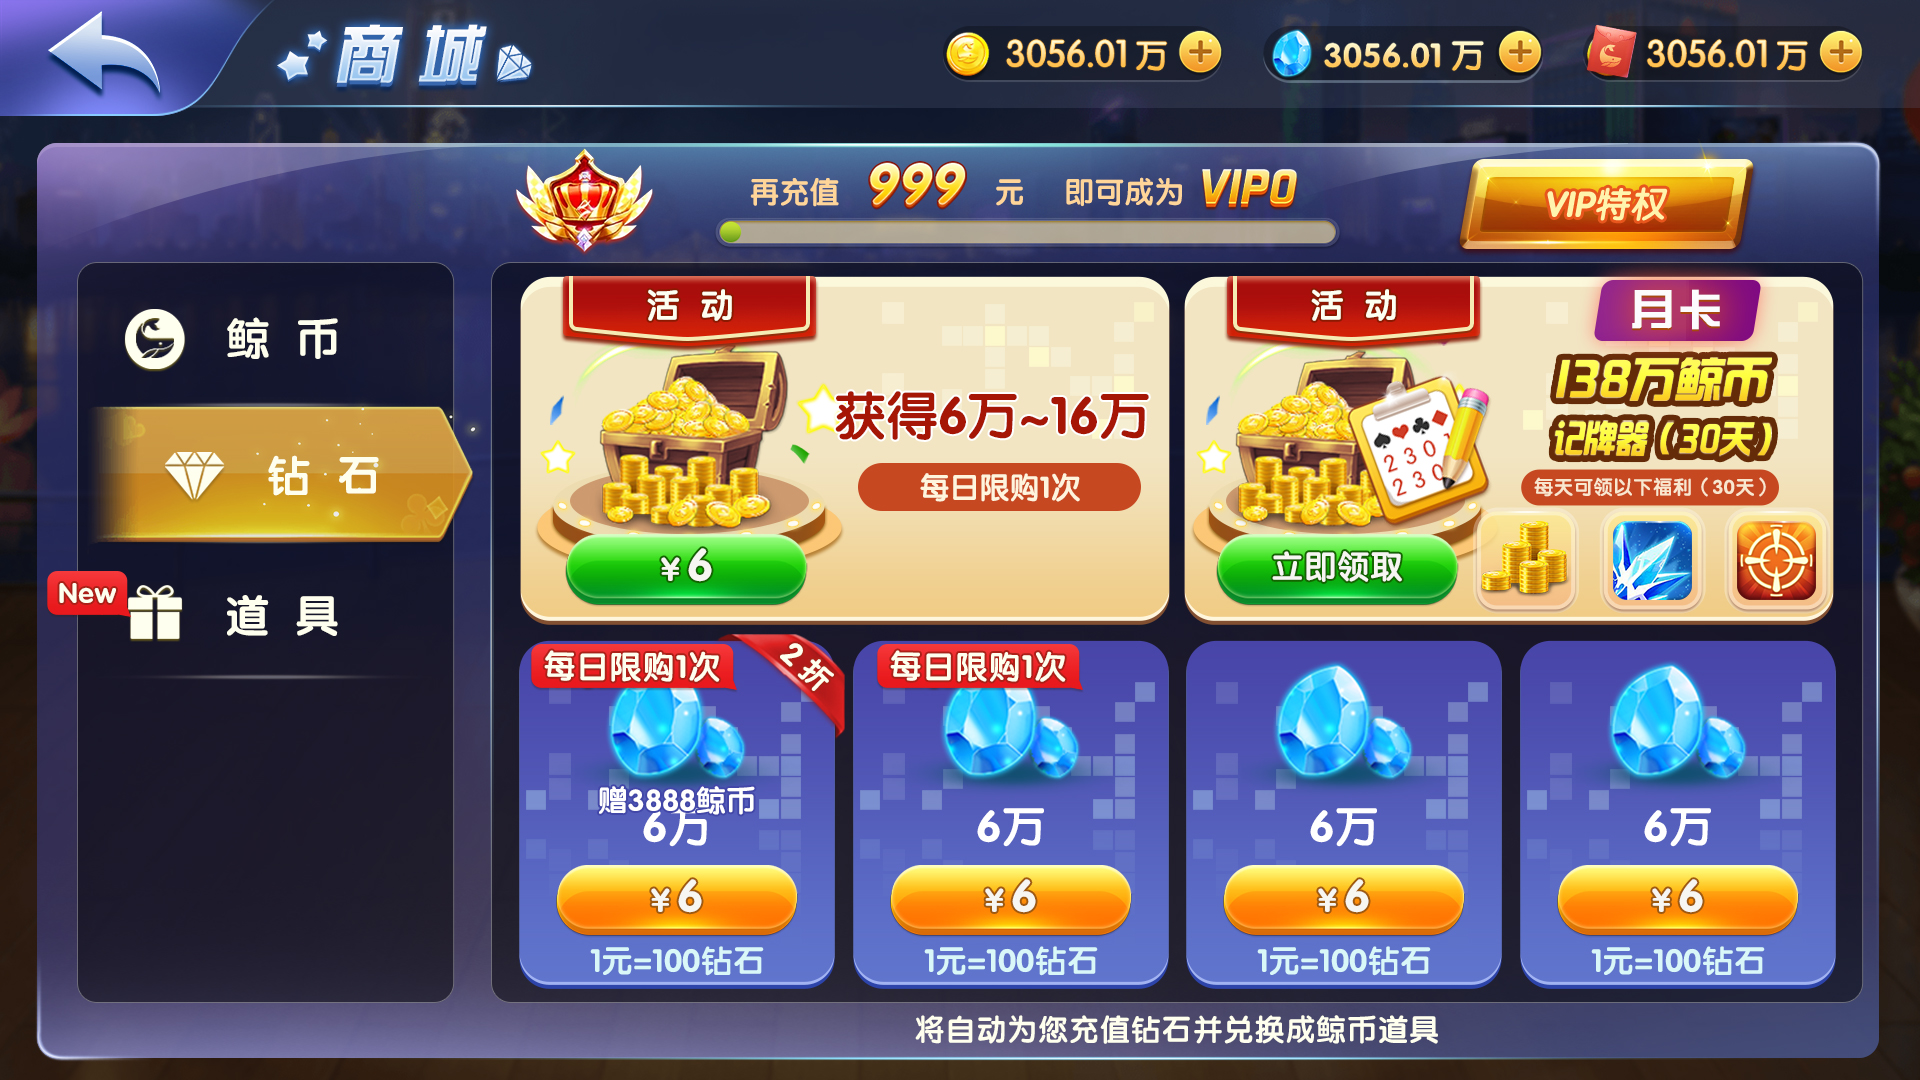 商城
3056.01万
3056.01万
3056.01万
再充值 999 元 即可成为 VIP0
VIP特权
鲸币
钻石
New
道具
活动
获得6万~16万
每日限购1次
¥6
活动
月卡
138万鲸币
记牌器（30天）
每天可领以下福利（30天）
立即领取
2301
230
每日限购1次
2折
赠3888鲸币
6万
¥6
1元=100钻石
每日限购1次
6万
¥6
1元=100钻石
6万
¥6
1元=100钻石
6万
¥6
1元=100钻石
将自动为您充值钻石并兑换成鲸币道具